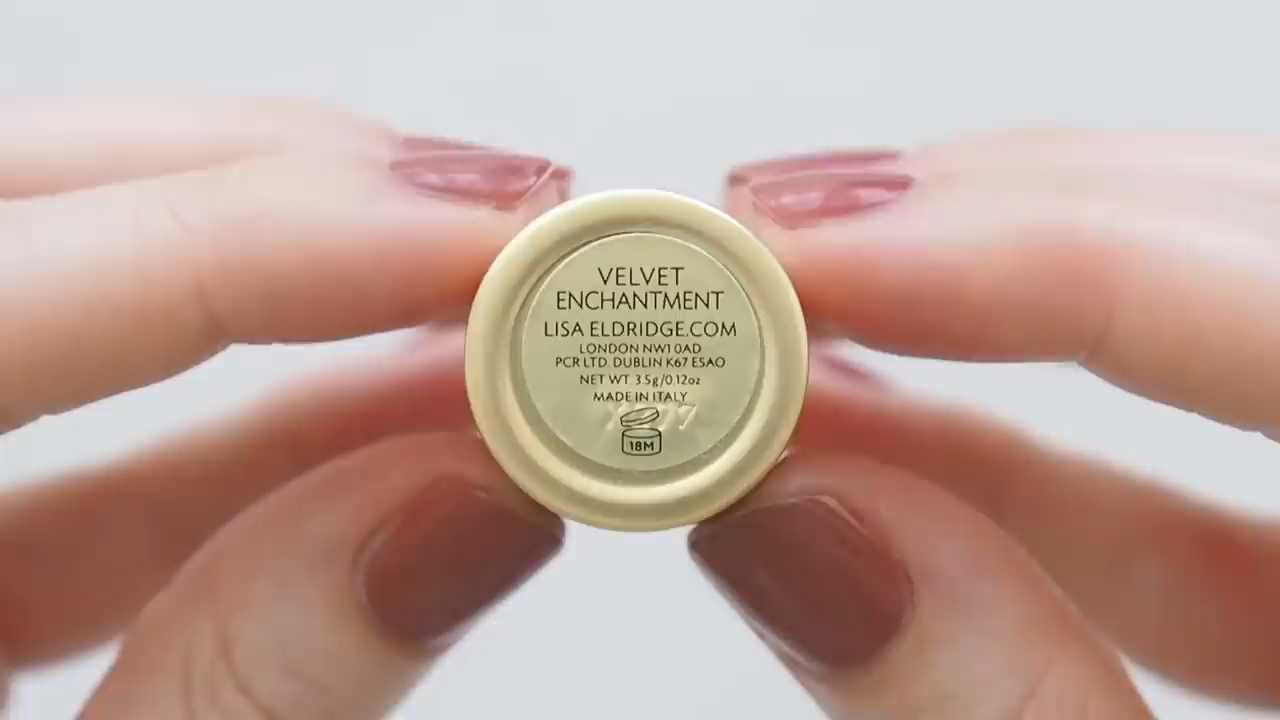 VELVET
ENCHANTMENT
LISA ELDRIDGE.COM
LONDON NW1 0AD
PCR LTD. DUBLIN K67 E5AO
NET WT 3.5g/0.12oz
MADE IN ITALY
18M